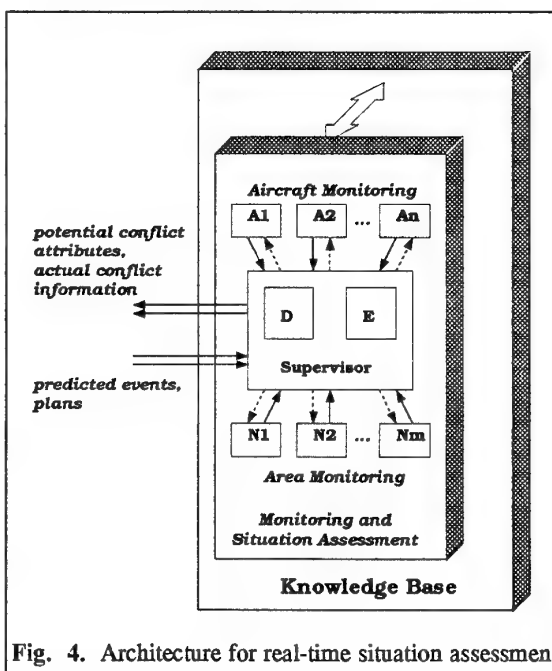 Aircraft Monitoring
A1 A2 ... An
potential conflict
attributes,
actual conflict
information
D E
Supervisor
predicted events,
plans
N1 N2 ... Nm
Area Monitoring
Monitoring and
Situation Assessment
Knowledge Base
Fig. 4. Architecture for real-time situation assessmen